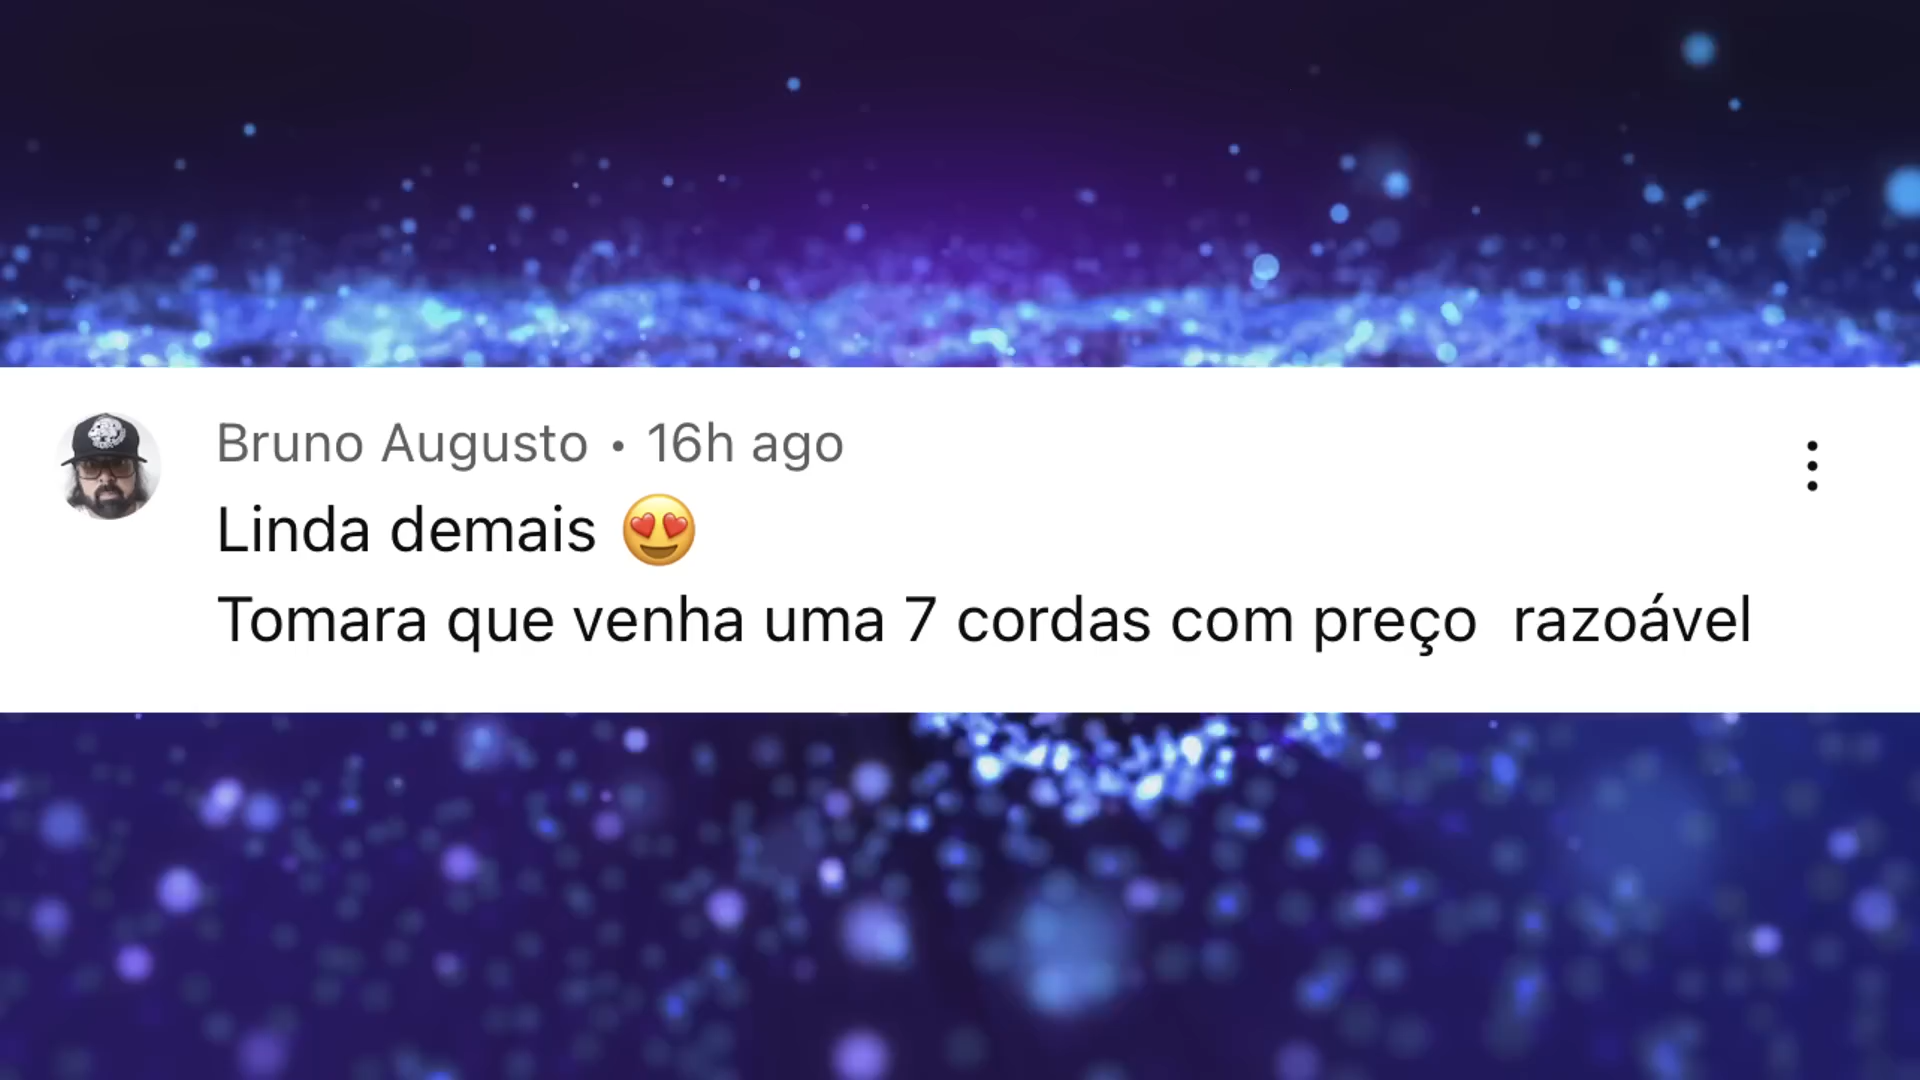 Bruno Augusto • 16h ago
Linda demais 😍
Tomara que venha uma 7 cordas com preço  razoável